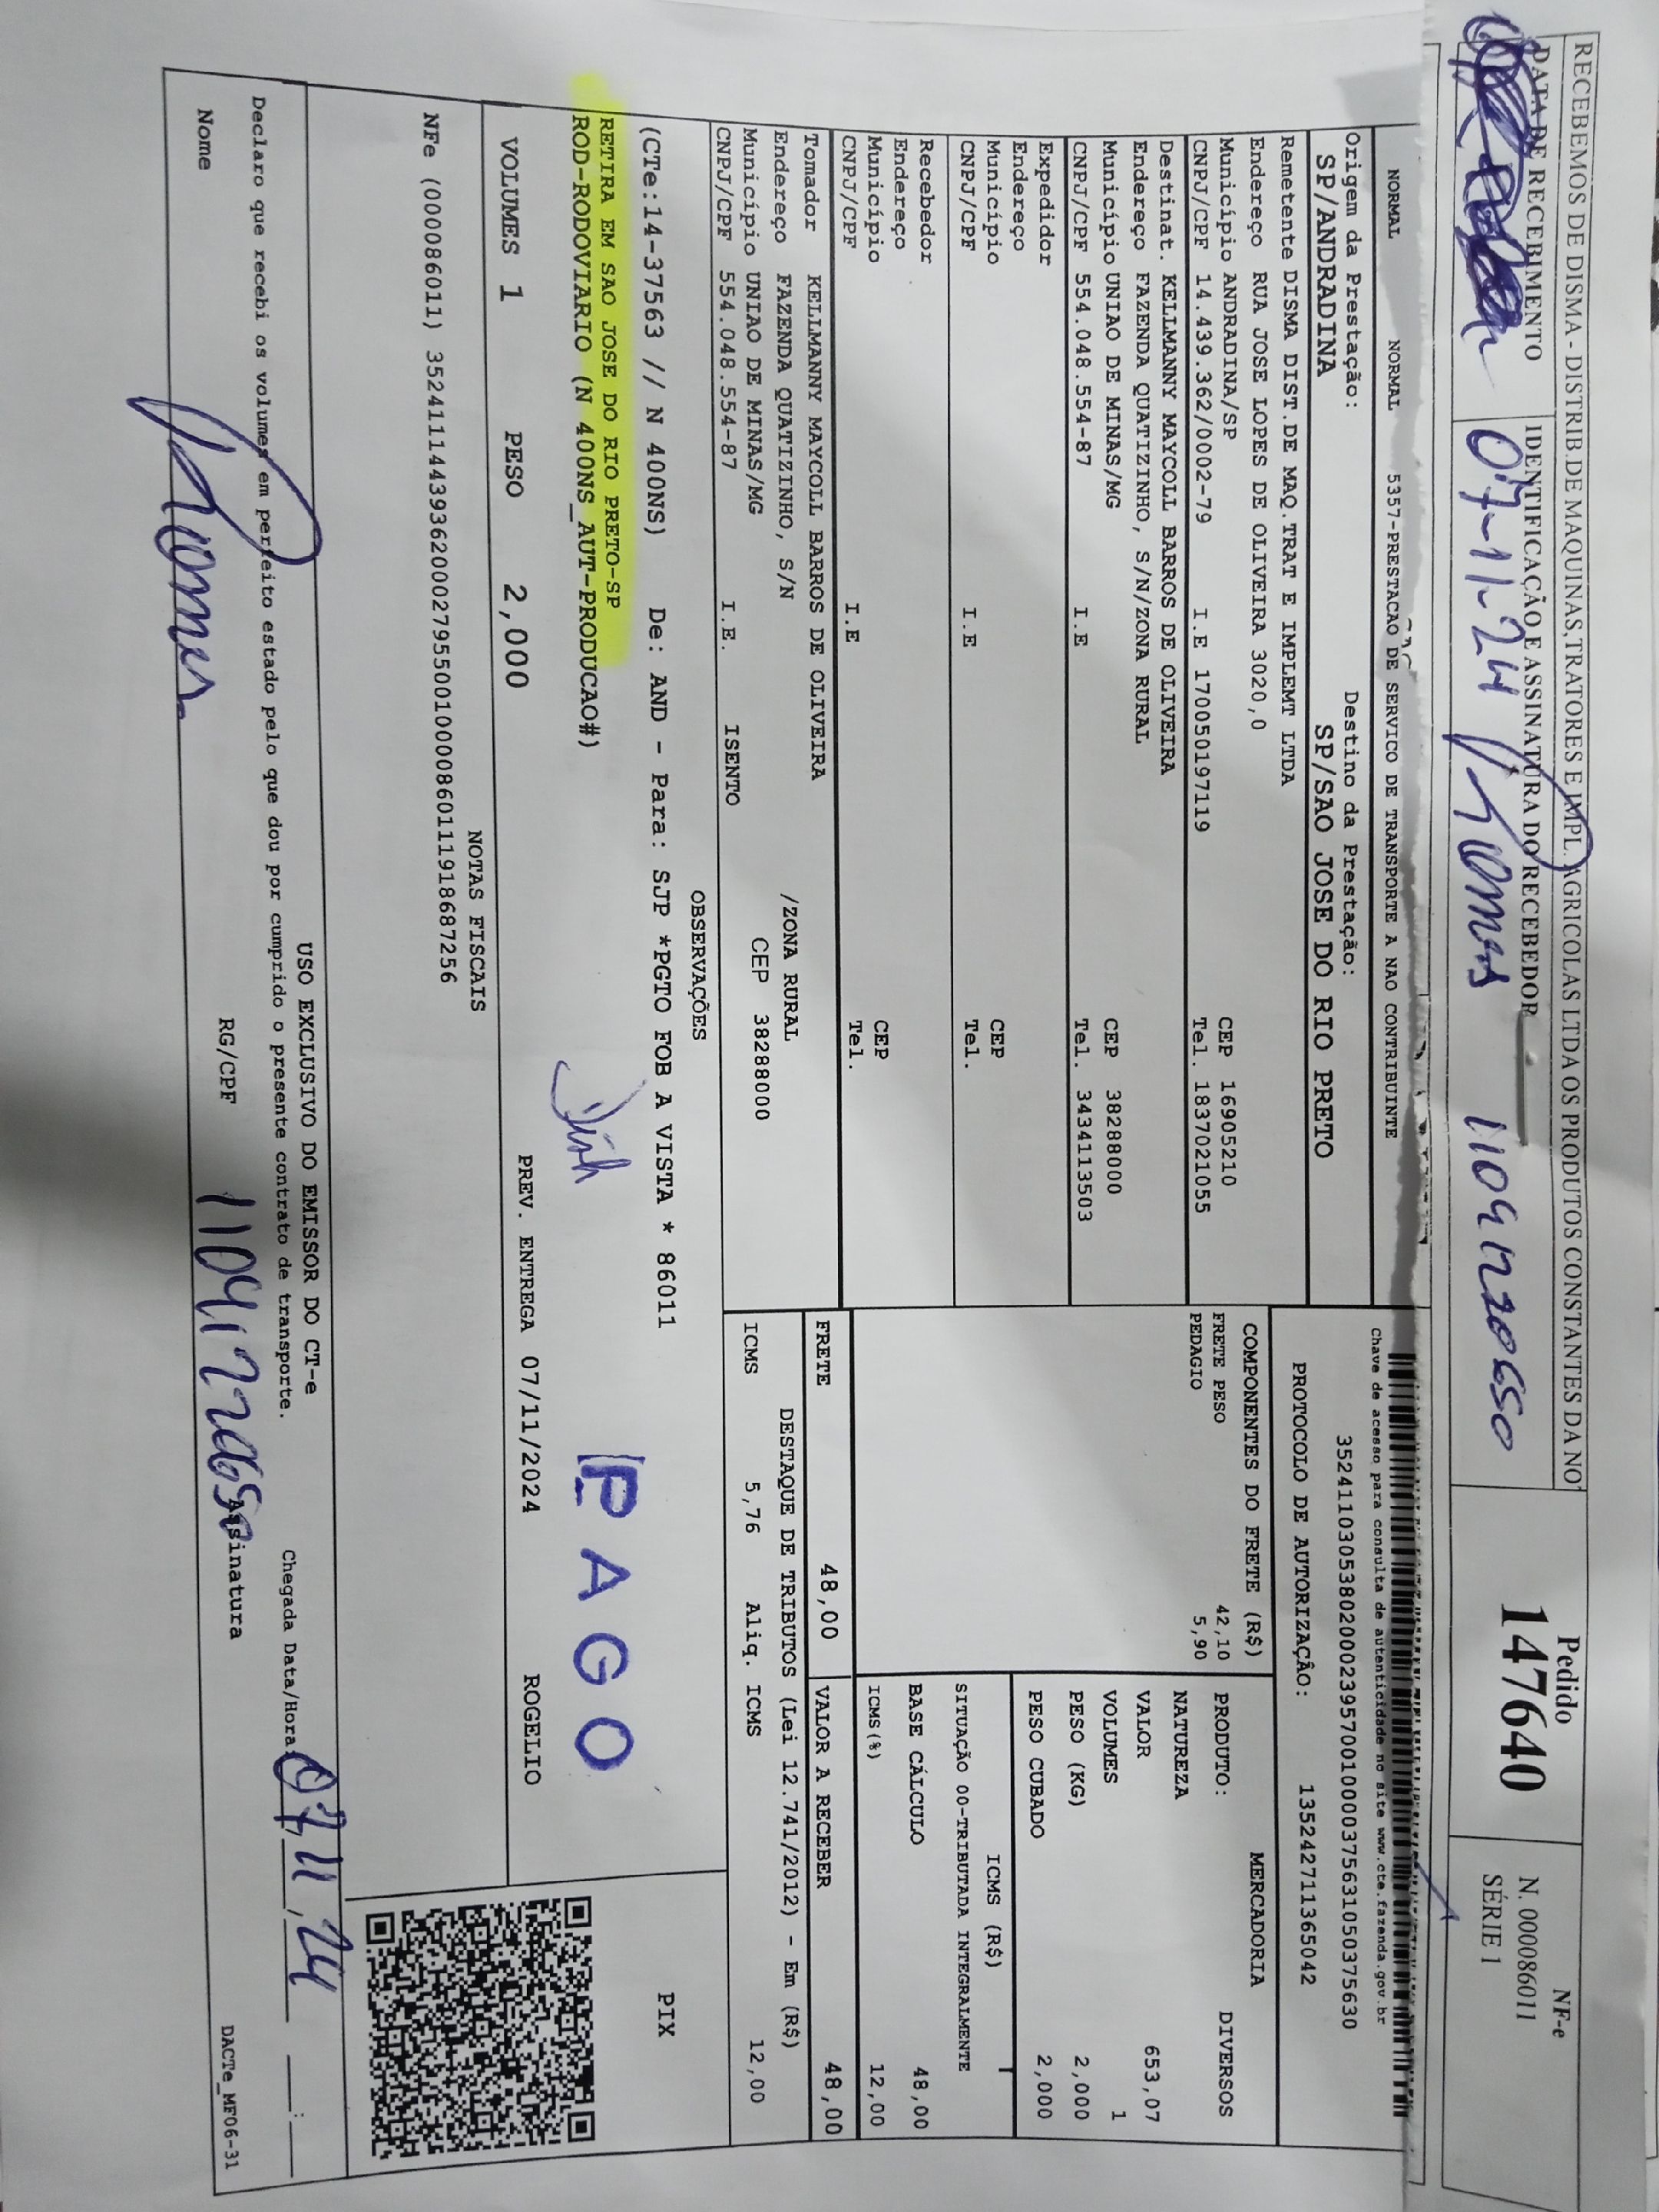 RECEBEMOS DE DISMA - DISTRIB.DE MAQUINAS,TRATORES E IMPL. AGRICOLAS LTDA OS PRODUTOS CONSTANTES DA NO
DATA DE RECEBIMENTO
IDENTIFICAÇÃO E ASSINATURA DO RECEBEDOR
07-11-24
Pedido
147640
NF-e
N. 000086011
SÉRIE 1
NORMAL NORMAL 5357-PRESTACAO DE SERVICO DE TRANSPORTE A NAO CONTRIBUINTE
Chave de acesso para consulta de autenticidade no site www.cte.fazenda.gov.br
35241103053802000239570010000375631050375630
Origem da Prestação: Destino da Prestação:
SP/ANDRADINA SP/SAO JOSE DO RIO PRETO
PROTOCOLO DE AUTORIZAÇÃO: 135242711365042
Remetente DISMA DIST.DE MAQ.TRAT E IMPLEMT LTDA
Endereço RUA JOSE LOPES DE OLIVEIRA 3020,0
Município ANDRADINA/SP CEP 16905210
CNPJ/CPF 14.439.362/0002-79 I.E 170050197119 Tel. 1837021055
Destinat. KELLMANNY MAYCOLL BARROS DE OLIVEIRA
Endereço FAZENDA QUATIZINHO, S/N/ZONA RURAL
Município UNIAO DE MINAS/MG CEP 38288000
CNPJ/CPF 554.048.554-87 I.E Tel. 3434113503
Expedidor
Endereço
Município CEP
CNPJ/CPF I.E Tel.
Recebedor
Endereço
Município CEP
CNPJ/CPF I.E Tel.
Tomador KELLMANNY MAYCOLL BARROS DE OLIVEIRA
Endereço FAZENDA QUATIZINHO, S/N /ZONA RURAL
Município UNIAO DE MINAS/MG CEP 38288000
CNPJ/CPF 554.048.554-87 I.E. ISENTO
COMPONENTES DO FRETE (R$)
FRETE PESO 42,10
PEDAGIO 5,90
MERCADORIA
PRODUTO: DIVERSOS
NATUREZA
VALOR 653,07
VOLUMES 1
PESO (KG) 2,000
PESO CUBADO 2,000
ICMS (R$)
SITUAÇÃO 00-TRIBUTADA INTEGRALMENTE
BASE CÁLCULO 48,00
ICMS(%) 12,00
FRETE 48,00 VALOR A RECEBER 48,00
DESTAQUE DE TRIBUTOS (Lei 12.741/2012) - Em (R$)
ICMS 5,76 Aliq. ICMS 12,00
OBSERVAÇÕES
(CTe:14-37563 // N 400NS) De: AND - Para: SJP *PGTO FOB A VISTA * 86011
RETIRA EM SAO JOSE DO RIO PRETO-SP
ROD-RODOVIARIO (N 400NS_AUT-PRODUCAO#)
PAGO
PIX
VOLUMES 1 PESO 2,000 PREV. ENTREGA 07/11/2024 ROGELIO
NOTAS FISCAIS
NFe (000086011) 35241114439362000279550010000860111918687256
USO EXCLUSIVO DO EMISSOR DO CT-e
Declaro que recebi os volumes em perfeito estado pelo que dou por cumprido o presente contrato de transporte.
Chegada Data/Hora: 07/11/24
Nome RG/CPF Assinatura
DACTe_MF06-31